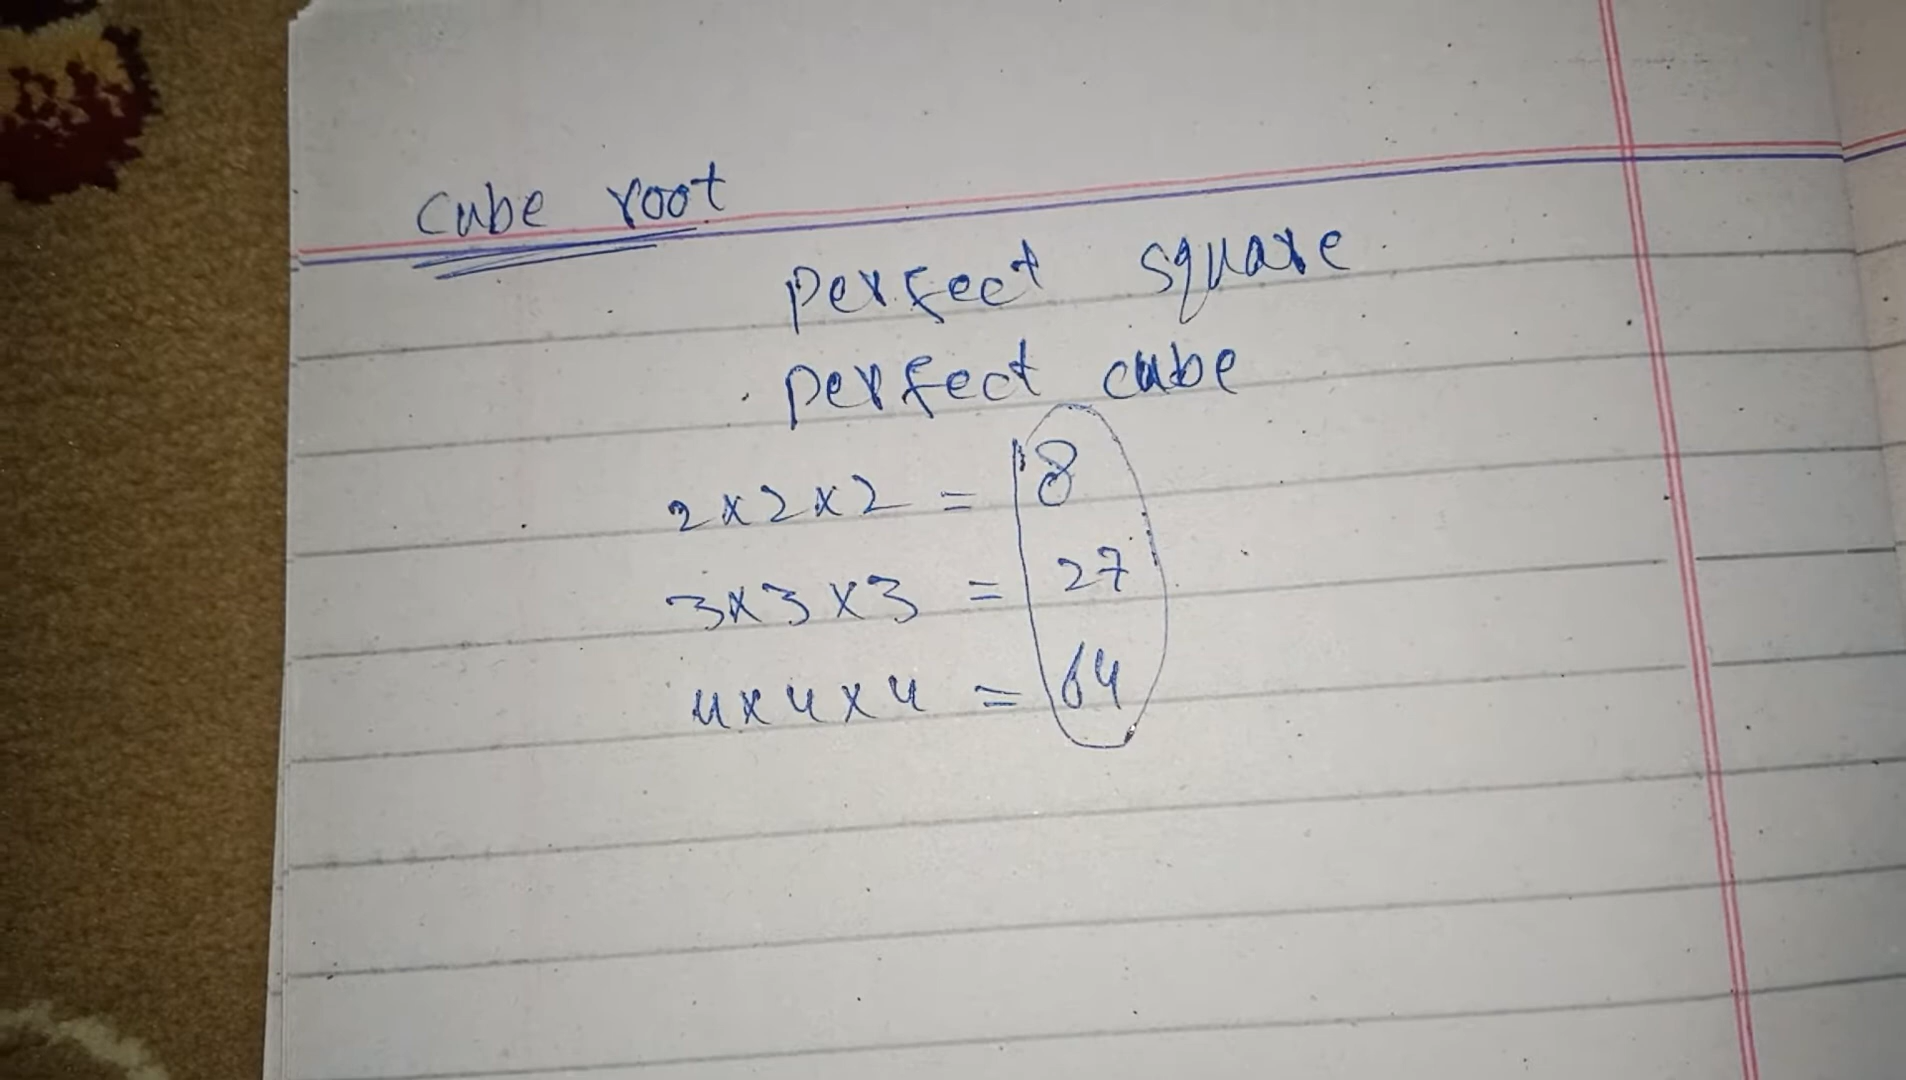 cube root
perfect square
perfect cube
2x2x2 = 8
3x3x3 = 27
4x4x4 = 64